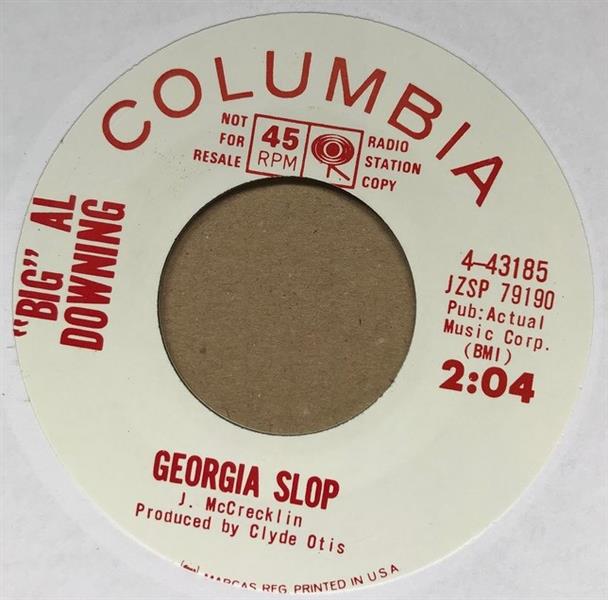 COLUMBIA
NOT
FOR
RESALE
45
RPM
RADIO
STATION
COPY
"BIG" AL
DOWNING
4-43185
JZSP 79190
Pub: Actual
Music Corp.
(BMI)
2:04
GEORGIA SLOP
J. McCrecklin
Produced by Clyde Otis
MARCAS REG. PRINTED IN U S A